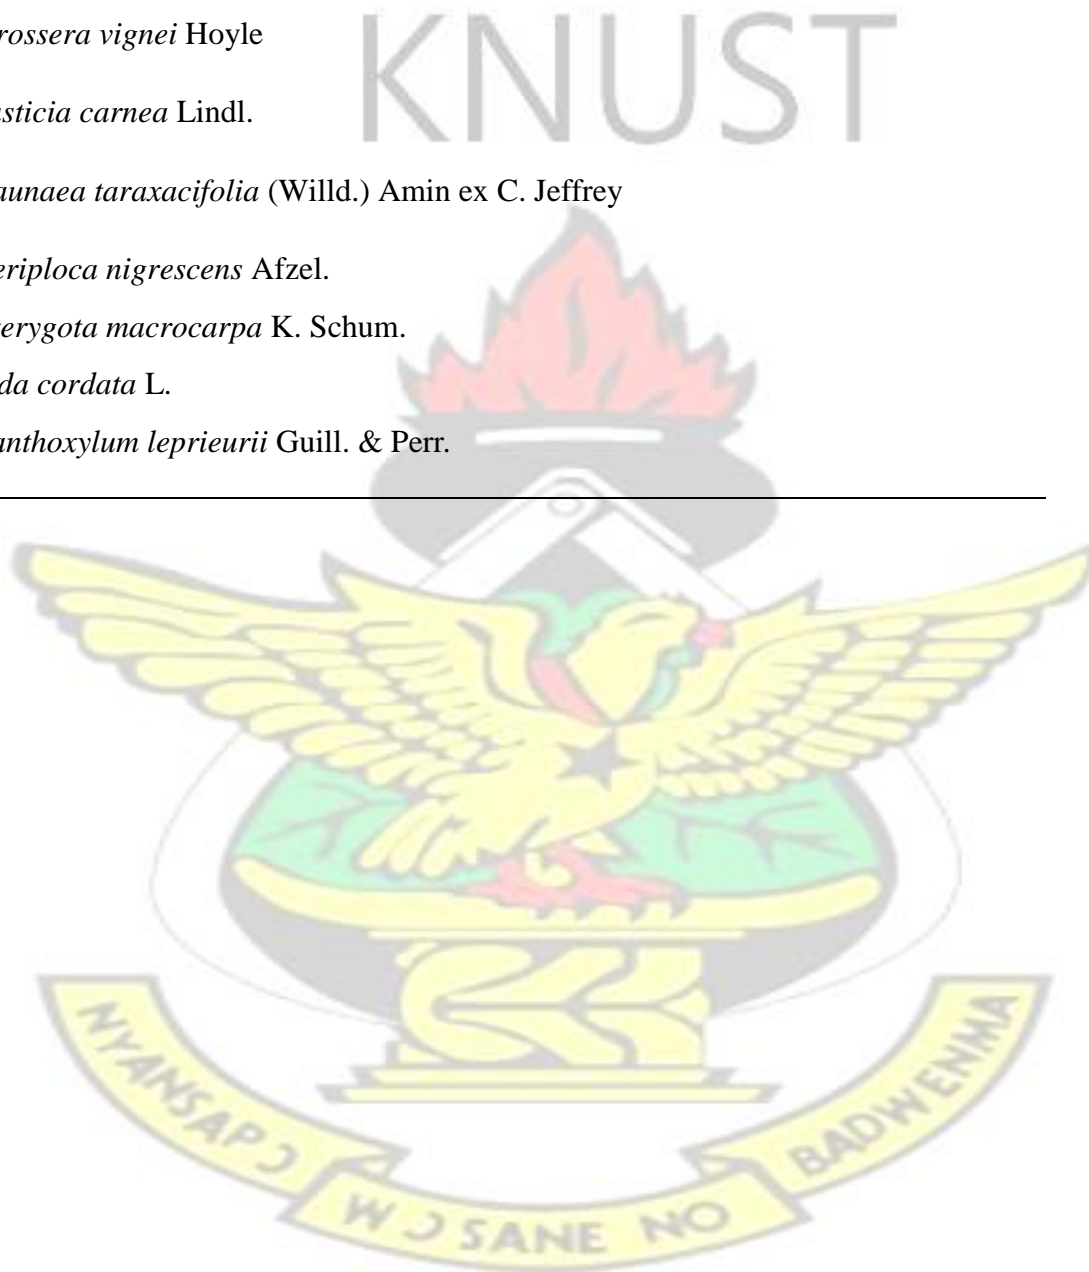 KNUST
rossera vignei Hoyle
usticia carnea Lindl.
aunaea taraxacifolia (Willd.) Amin ex C. Jeffrey
eriploca nigrescens Afzel.
erygota macrocarpa K. Schum.
da cordata L.
anthoxylum leprieurii Guill. & Perr.
NYANSAPƆ
WƆSANE NO
BADWENMA